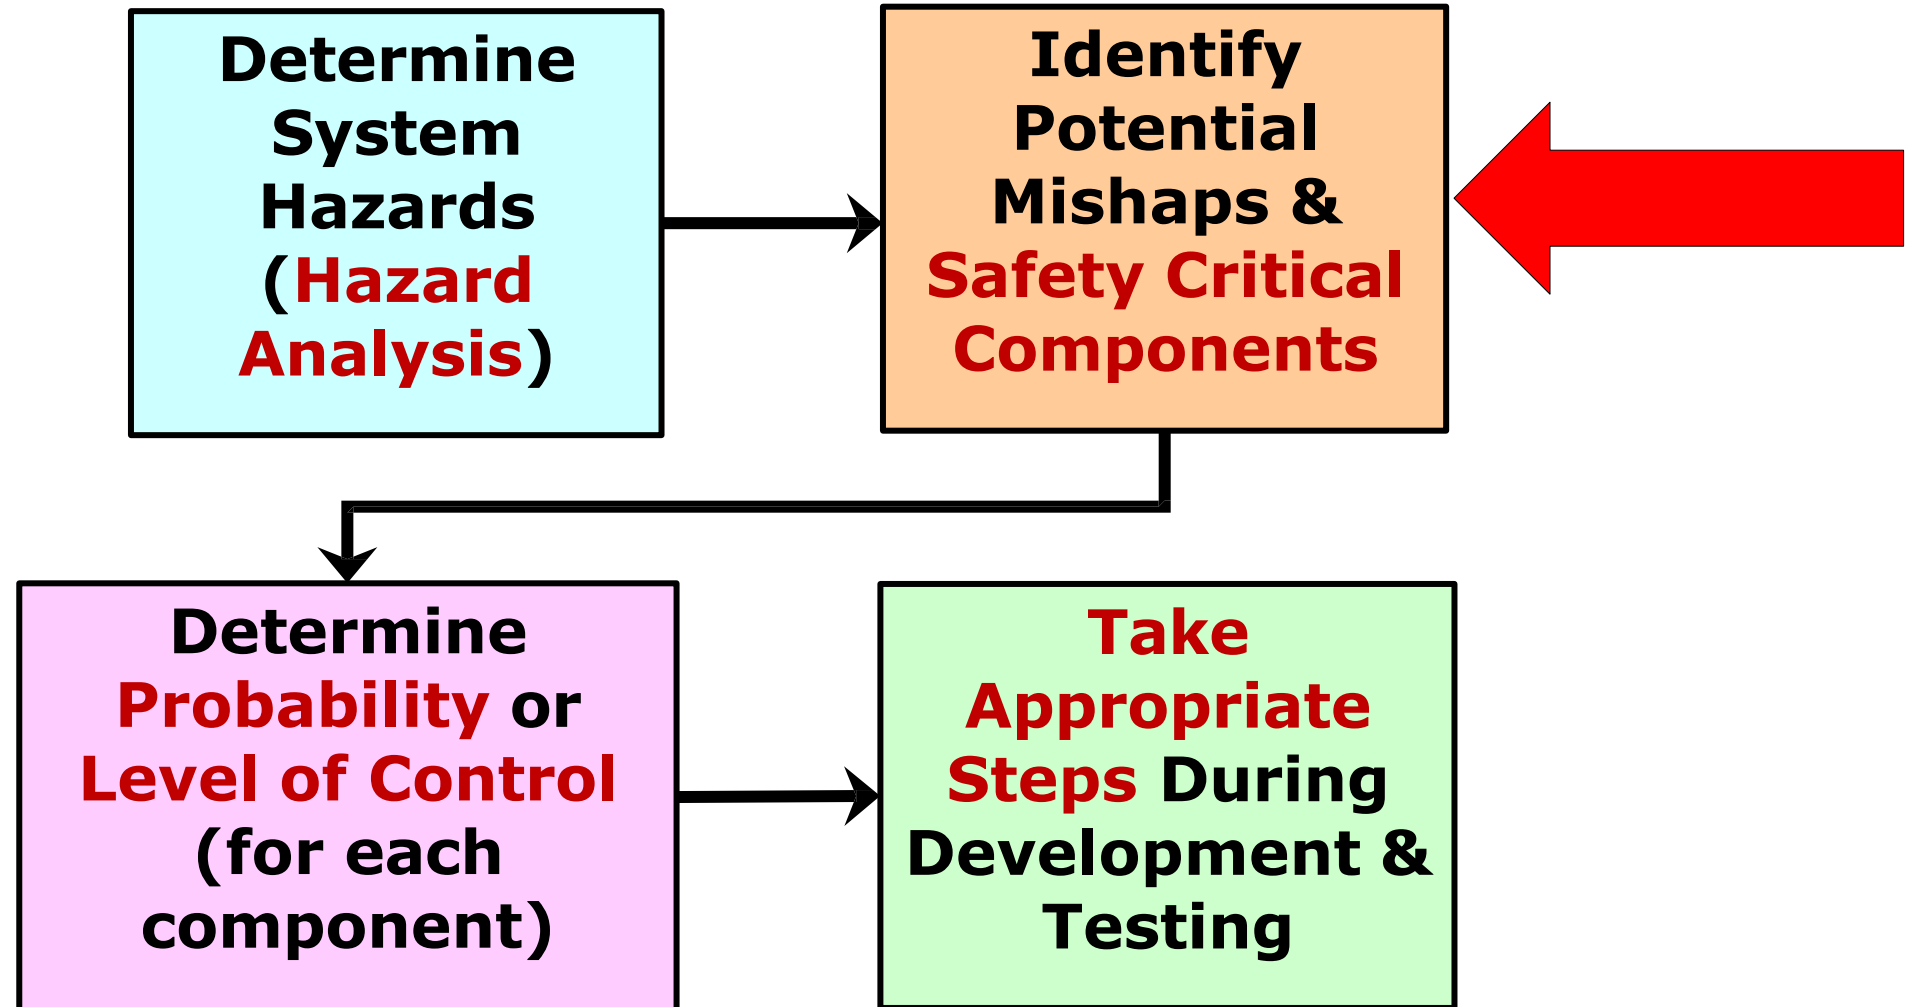 Determine
System
Hazards
(Hazard
Analysis)
Identify
Potential
Mishaps &
Safety Critical
Components
Determine
Probability or
Level of Control
(for each
component)
Take
Appropriate
Steps During
Development &
Testing